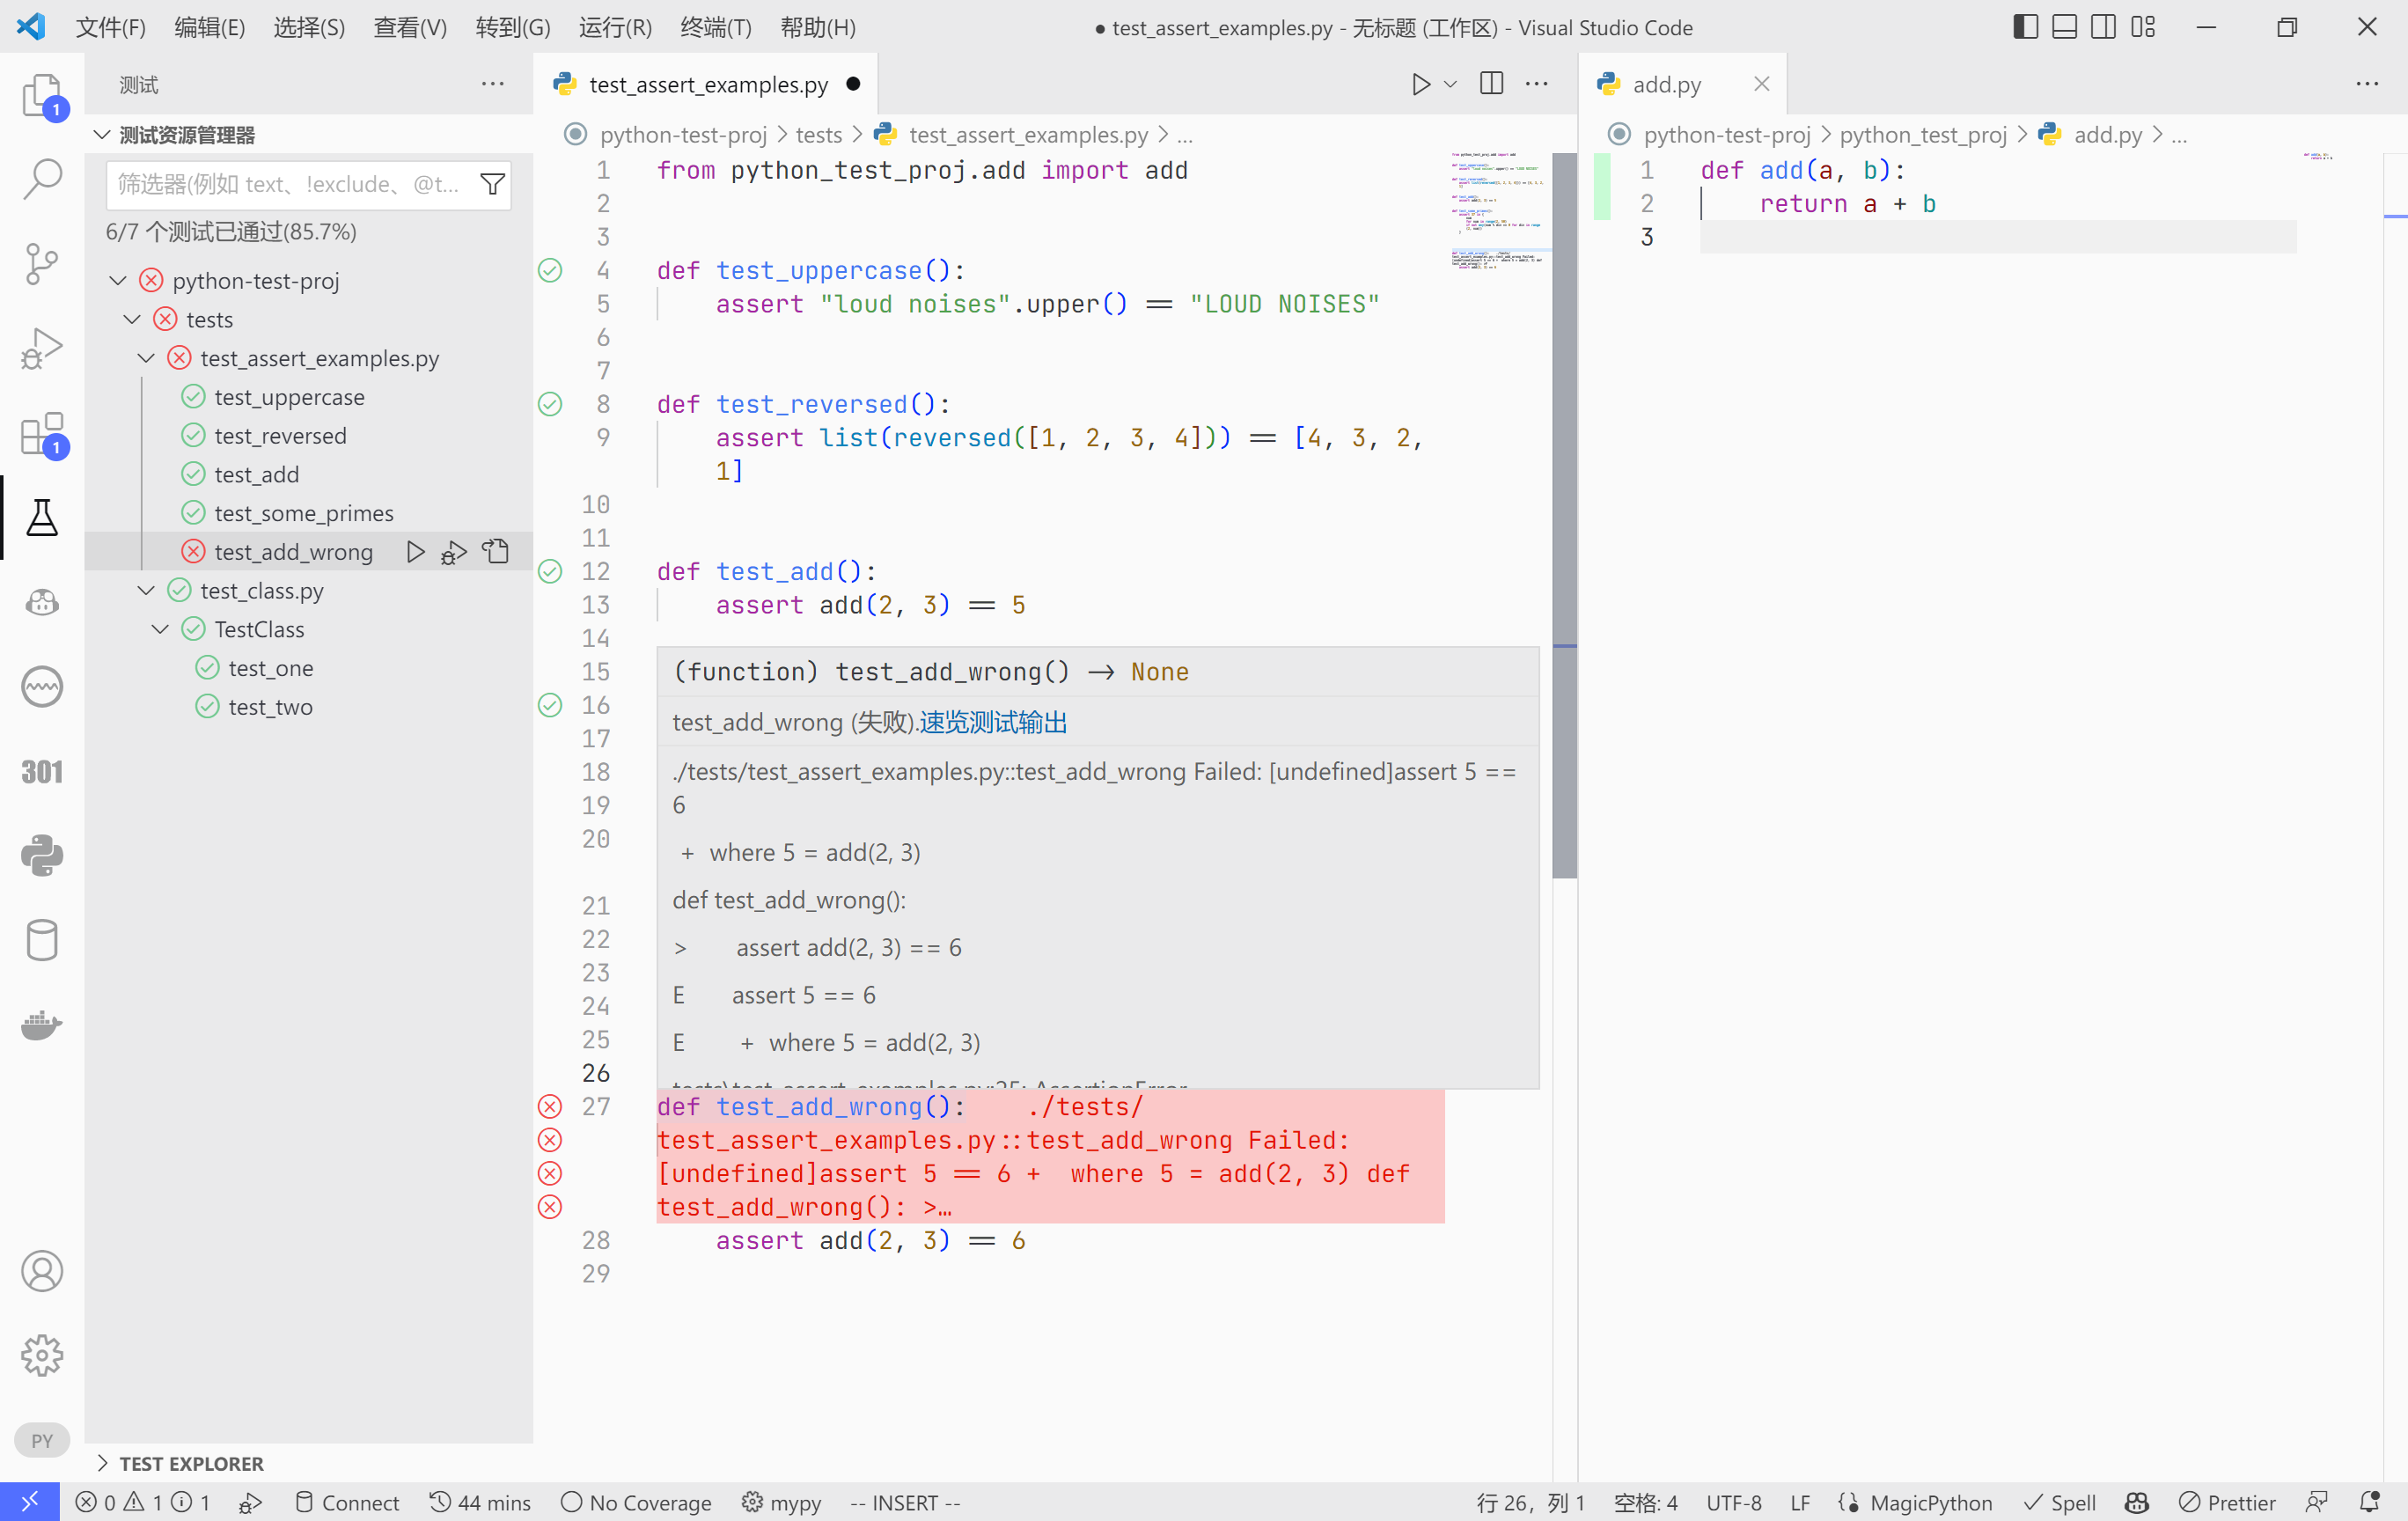 文件(F) 编辑(E) 选择(S) 查看(V) 转到(G) 运行(R) 终端(T) 帮助(H)
● test_assert_examples.py - 无标题 (工作区) - Visual Studio Code
1
1
301
PY
测试
测试资源管理器
筛选器(例如 text、!exclude、@t...
6/7 个测试已通过(85.7%)
python-test-proj
tests
test_assert_examples.py
test_uppercase
test_reversed
test_add
test_some_primes
test_add_wrong
test_class.py
TestClass
test_one
test_two
TEST EXPLORER
test_assert_examples.py ●
python-test-proj > tests > test_assert_examples.py > ...
1 from python_test_proj.add import add
2
3
4 def test_uppercase():
5 assert "loud noises".upper() == "LOUD NOISES"
6
7
8 def test_reversed():
9 assert list(reversed([1, 2, 3, 4])) == [4, 3, 2,
1]
10
11
12 def test_add():
13 assert add(2, 3) == 5
14
15
16
17
18
19
20
21
22
23
24
25
26
(function) test_add_wrong() → None
test_add_wrong (失败).速览测试输出
./tests/test_assert_examples.py::test_add_wrong Failed: [undefined]assert 5 ==
6
+ where 5 = add(2, 3)
def test_add_wrong():
> assert add(2, 3) == 6
E assert 5 == 6
E + where 5 = add(2, 3)
tests\test_assert_examples.py:25: AssertionError
27 def test_add_wrong(): ./tests/
test_assert_examples.py::test_add_wrong Failed:
[undefined]assert 5 == 6 + where 5 = add(2, 3) def
test_add_wrong(): >…
28 assert add(2, 3) == 6
29
add.py
python-test-proj > python_test_proj > add.py > ...
1 def add(a, b):
2 return a + b
3
0 1 1 Connect 44 mins No Coverage mypy -- INSERT --
行 26，列 1 空格: 4 UTF-8 LF MagicPython Spell Prettier